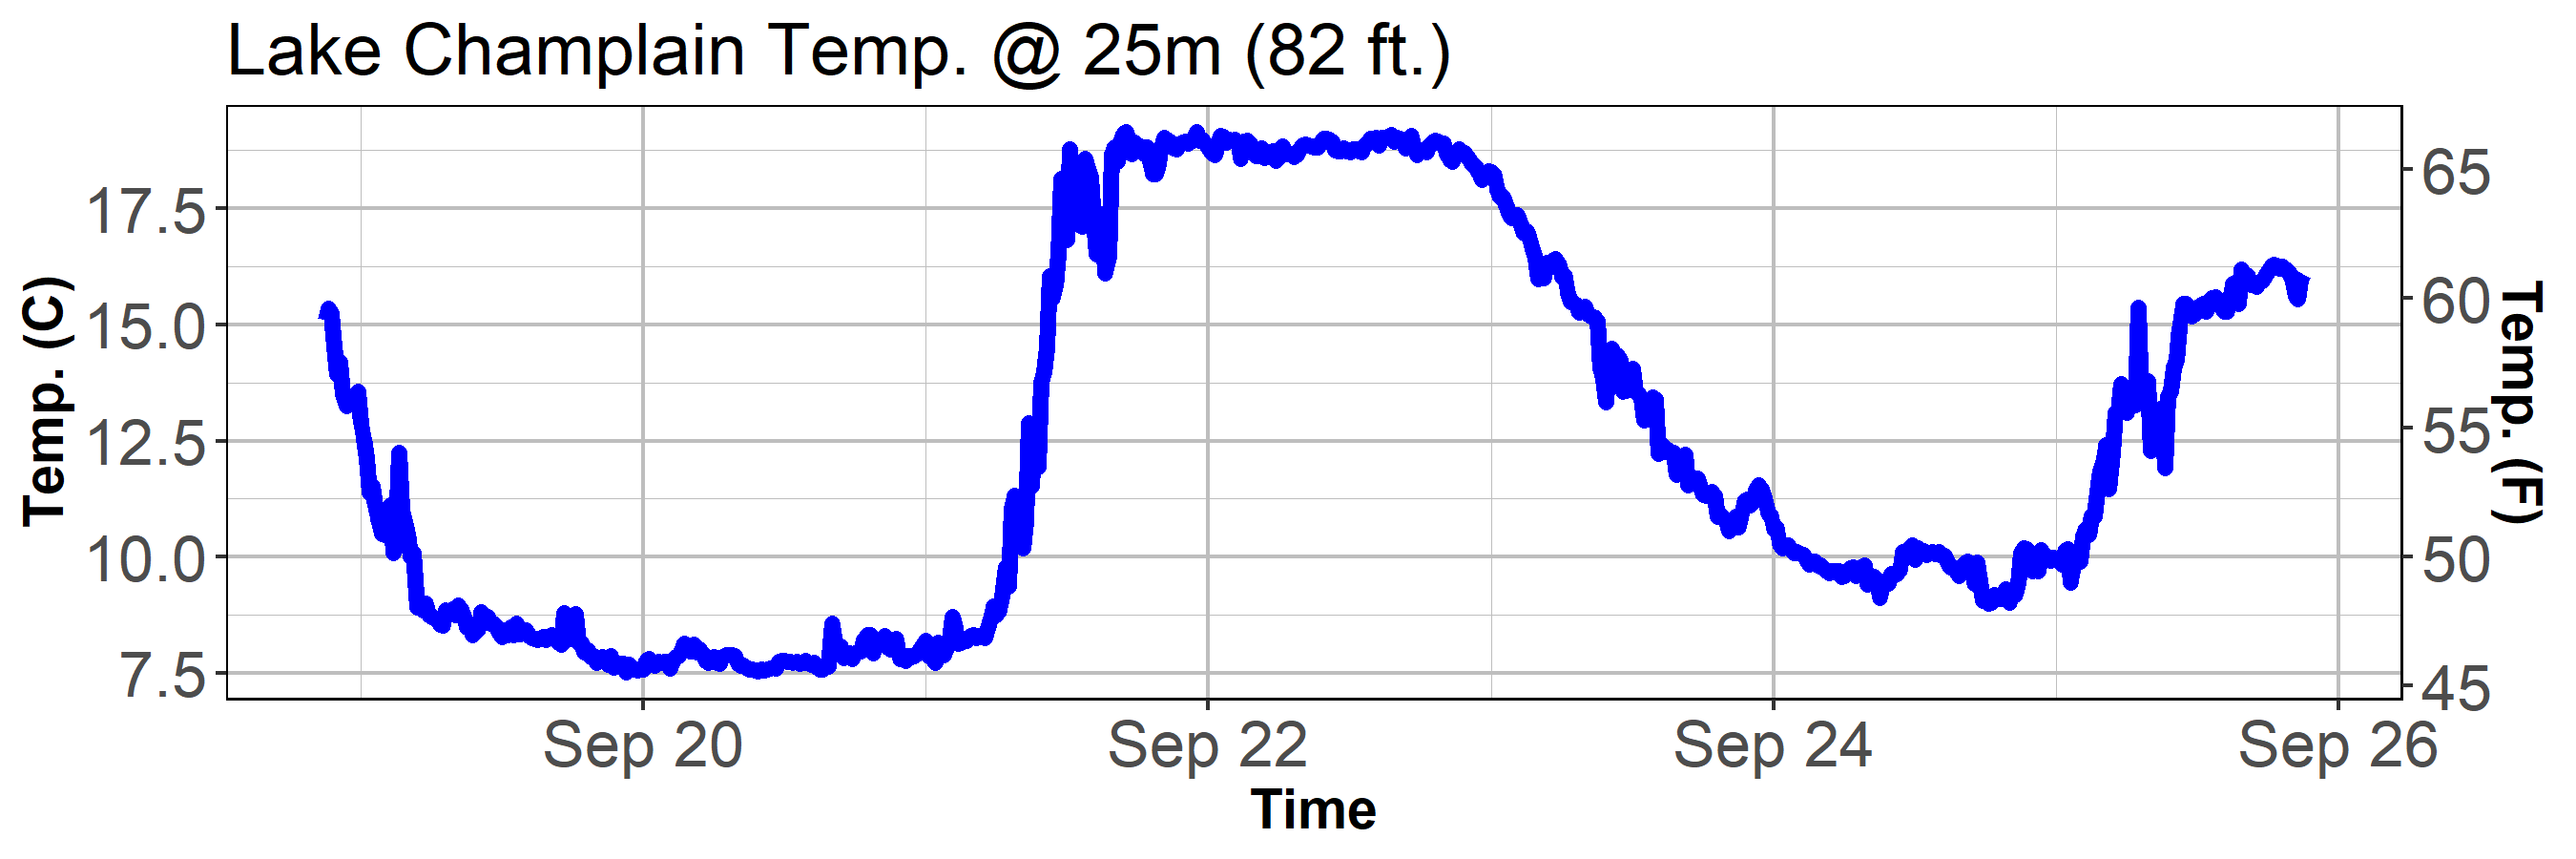 Lake Champlain Temp. @ 25m (82 ft.)
Temp. (C)
17.5
15.0
12.5
10.0
7.5
65
60
55
50
45
Temp. (F)
Sep 20
Sep 22
Sep 24
Sep 26
Time